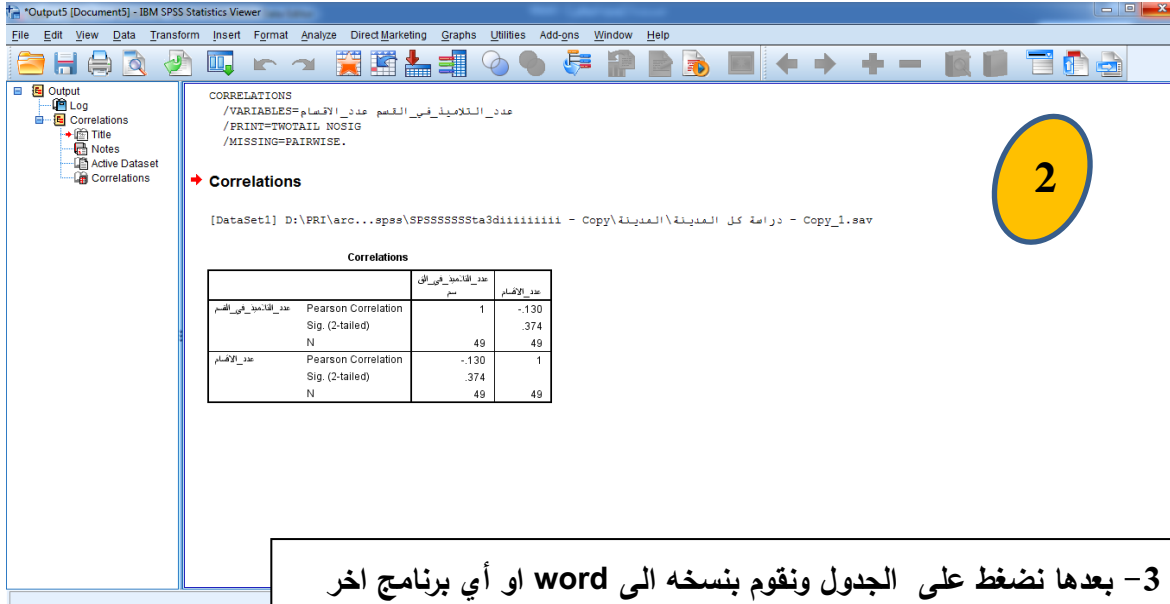 *Output5 [Document5] - IBM SPSS Statistics Viewer
File Edit View Data Transform Insert Format Analyze Direct Marketing Graphs Utilities Add-ons Window Help
Output
Log
Correlations
Title
Notes
Active Dataset
Correlations
CORRELATIONS
/VARIABLES=عدد_التلاميذ_في_القسم عدد_الاقسام
/PRINT=TWOTAIL NOSIG
/MISSING=PAIRWISE.
Correlations
[DataSet1] D:\PRI\arc...spss\SPSSSSSSSta3diiiiiiiii - Copy\المدينة\دراسة كل المدينة - Copy_1.sav
Correlations
عدد_التلاميذ_في_الق
سم عدد_الاقسام
عدد_التلاميذ_في_القسم Pearson Correlation 1 -.130
Sig. (2-tailed) .374
N 49 49
عدد_الاقسام Pearson Correlation -.130 1
Sig. (2-tailed) .374
N 49 49
2
3- بعدها نضغط على الجدول ونقوم بنسخه الى word او أي برنامج اخر